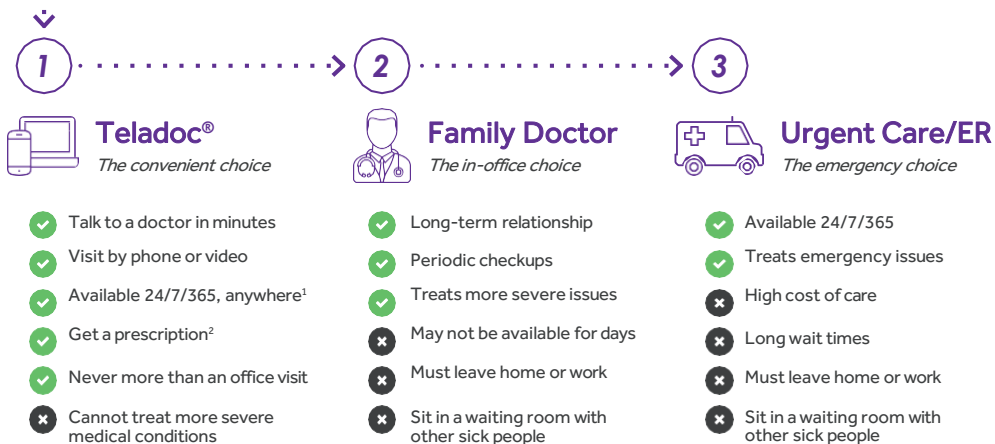 1
2
3
Teladoc®
The convenient choice
Talk to a doctor in minutes
Visit by phone or video
Available 24/7/365, anywhere¹
Get a prescription²
Never more than an office visit
Cannot treat more severe
medical conditions
Family Doctor
The in-office choice
Long-term relationship
Periodic checkups
Treats more severe issues
May not be available for days
Must leave home or work
Sit in a waiting room with
other sick people
Urgent Care/ER
The emergency choice
Available 24/7/365
Treats emergency issues
High cost of care
Long wait times
Must leave home or work
Sit in a waiting room with
other sick people